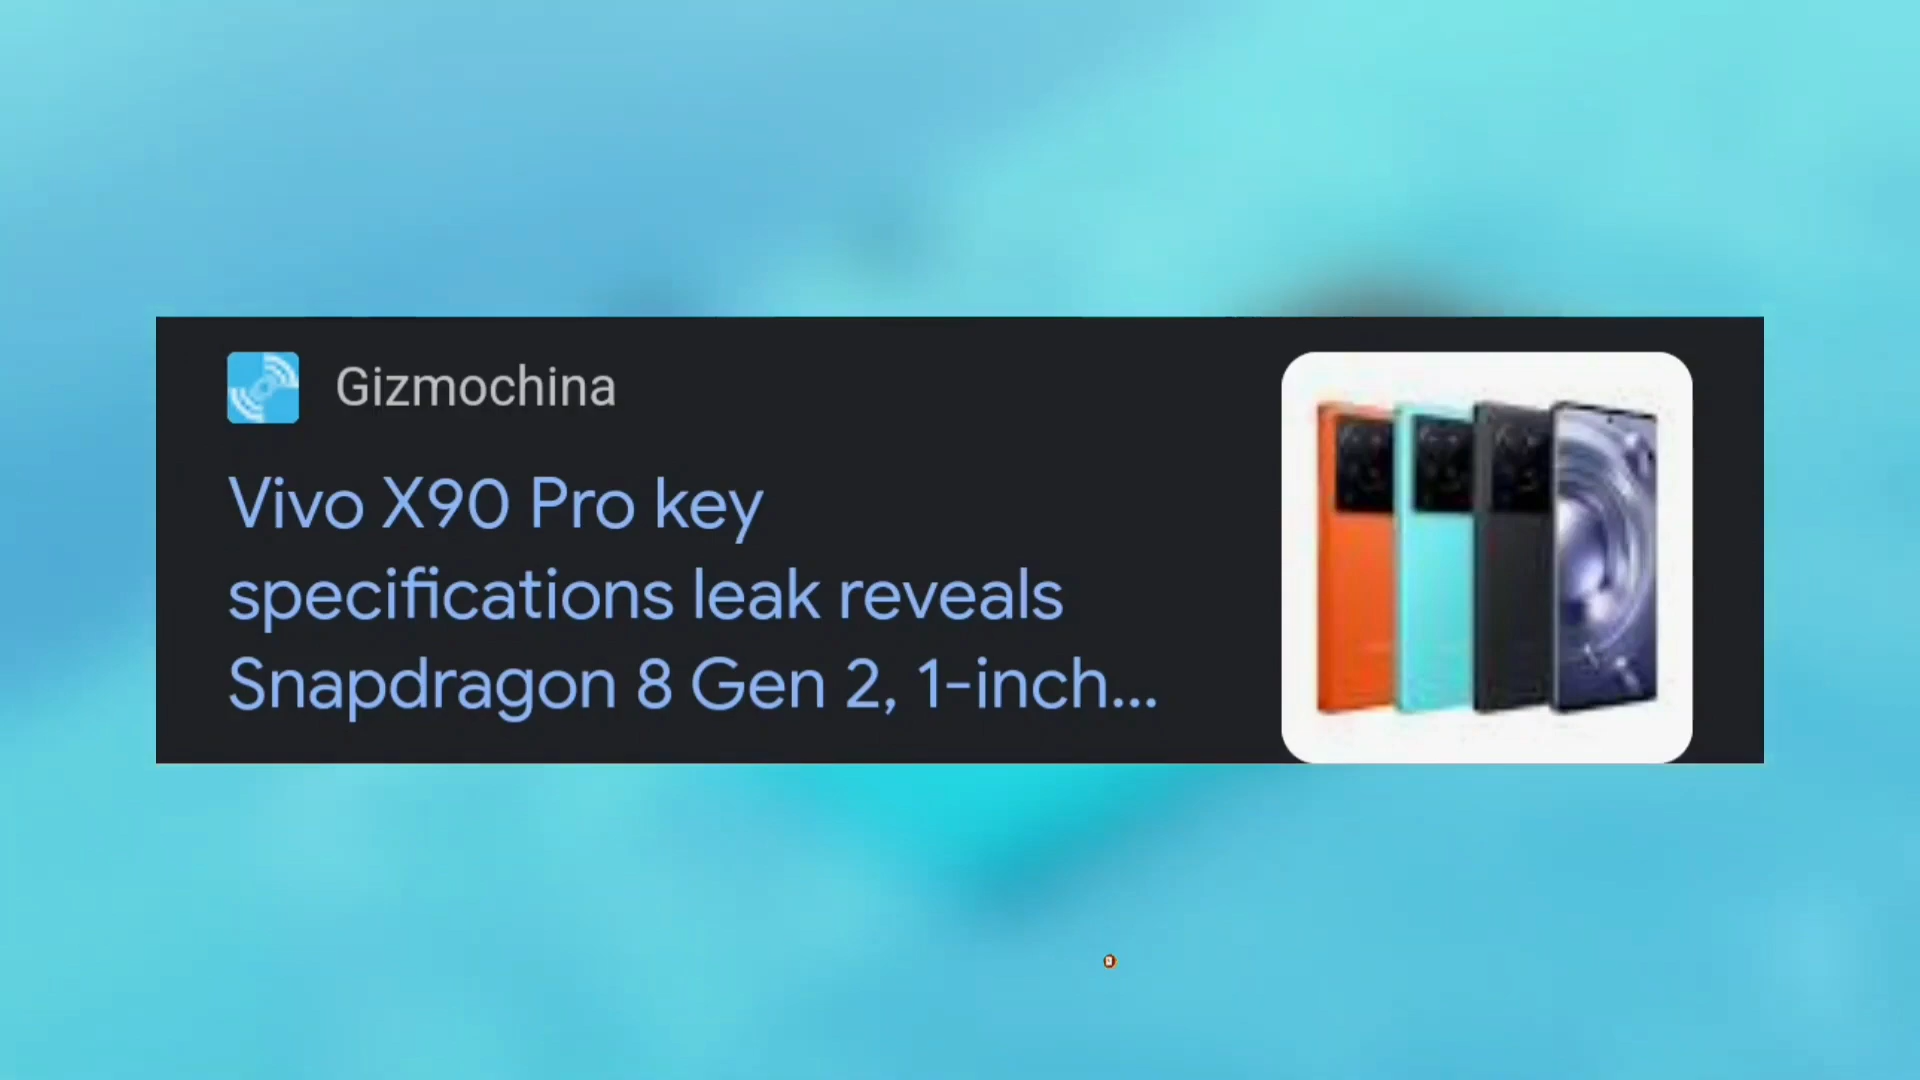 Gizmochina
Vivo X90 Pro key
specifications leak reveals
Snapdragon 8 Gen 2, 1-inch...